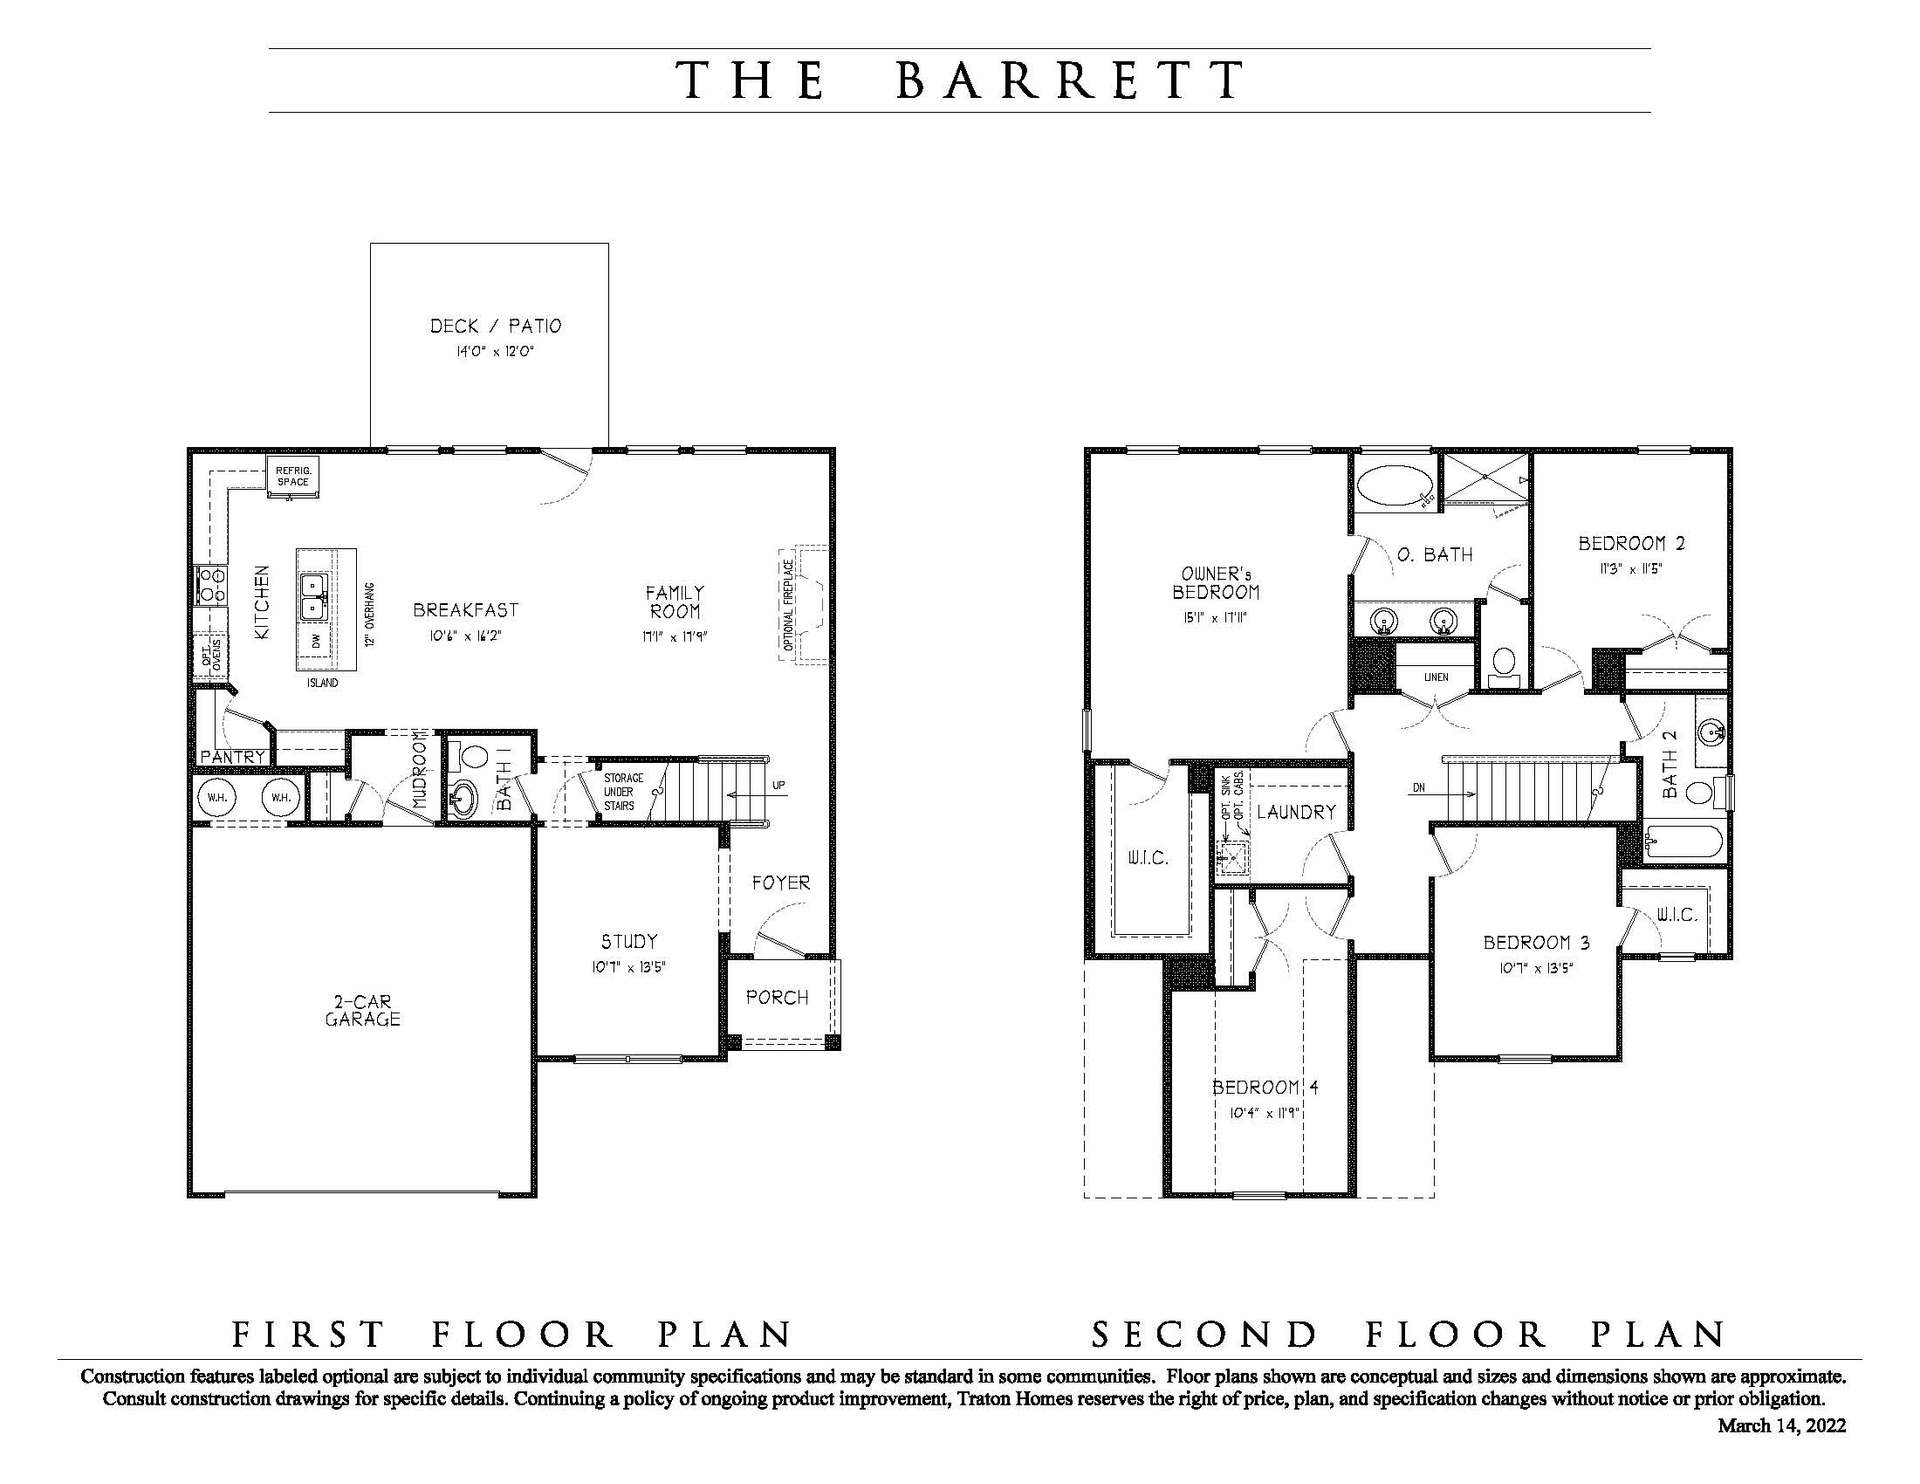 THE BARRETT
DECK / PATIO
14'0" x 12'0"
REFRIG.
SPACE
KITCHEN
OPT.
OVENS
DW
12" OVERHANG
ISLAND
BREAKFAST
10'6" x 16'2"
FAMILY
ROOM
17'1" x 17'9"
OPTIONAL FIREPLACE
PANTRY
W.H.
W.H.
MUDROOM
BATH 1
STORAGE
UNDER
STAIRS
UP
FOYER
STUDY
10'7" x 13'5"
PORCH
2-CAR
GARAGE
OWNER's
BEDROOM
15'1" x 17'11"
O. BATH
BEDROOM 2
11'3" x 11'5"
LINEN
BATH 2
DN
OPT. SINK
OPT. CABS.
LAUNDRY
W.I.C.
W.I.C.
BEDROOM 3
10'7" x 13'5"
BEDROOM 4
10'4" x 11'9"
FIRST FLOOR PLAN
SECOND FLOOR PLAN
Construction features labeled optional are subject to individual community specifications and may be standard in some communities.  Floor plans shown are conceptual and sizes and dimensions shown are approximate.
Consult construction drawings for specific details. Continuing a policy of ongoing product improvement, Traton Homes reserves the right of price, plan, and specification changes without notice or prior obligation.
March 14, 2022